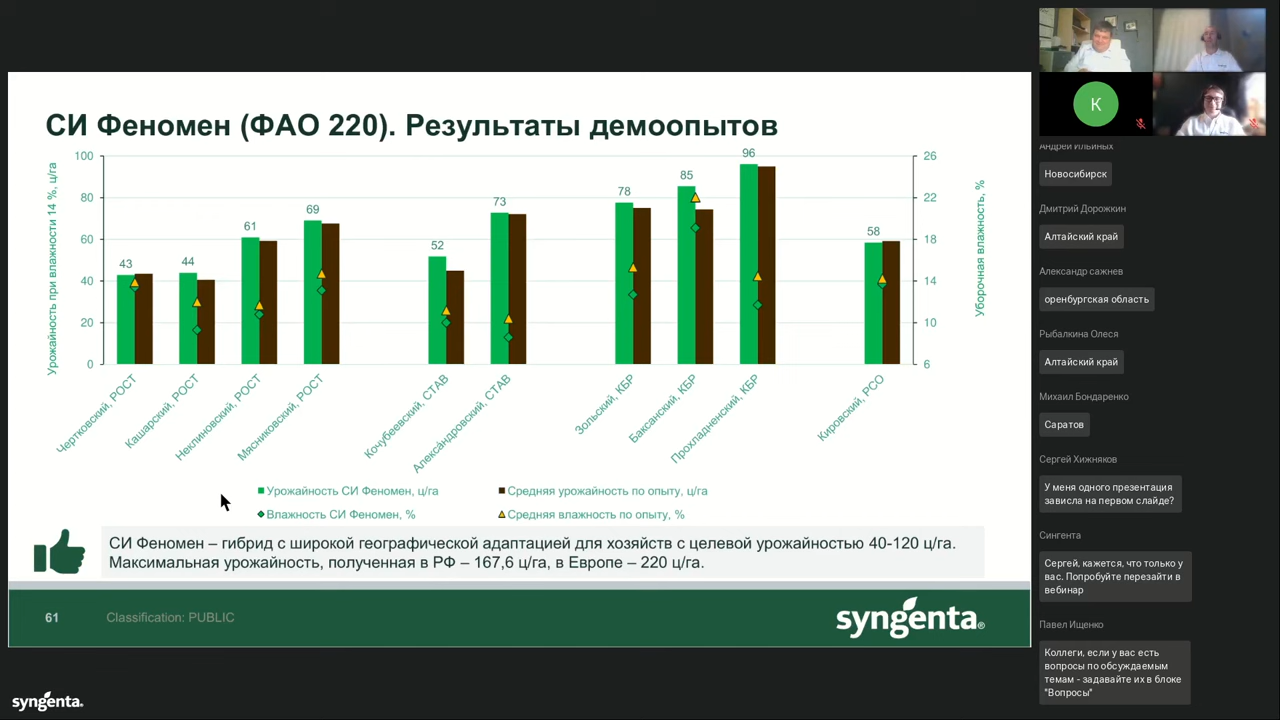 СИ Феномен (ФАО 220). Результаты демоопытов
Урожайность при влажности 14 %, ц/га
100
80
60
40
20
0
43
44
61
69
52
73
78
85
96
58
26
22
18
14
10
6
Уборочная влажность, %
Чертковский, РОСТ
Кашарский, РОСТ
Неклиновский, РОСТ
Мясниковский, РОСТ
Кочубеевский, СТАВ
Алексáндровский, СТАВ
Зольский, КБР
Баксанский, КБР
Прохладненский, КБР
Кировский, РСО
Урожайность СИ Феномен, ц/га
Средняя урожайность по опыту, ц/га
Влажность СИ Феномен, %
Средняя влажность по опыту, %
СИ Феномен – гибрид с широкой географической адаптацией для хозяйств с целевой урожайностью 40-120 ц/га.
Максимальная урожайность, полученная в РФ – 167,6 ц/га, в Европе – 220 ц/га.
61
Classification: PUBLIC
syngenta®
syngenta.
К
Андрей Ильиных
Новосибирск
Дмитрий Дорожкин
Алтайский край
Александр сажнев
оренбургская область
Рыбалкина Олеся
Алтайский край
Михаил Бондаренко
Саратов
Сергей Хижняков
У меня одного презентация
зависла на первом слайде?
Сингента
Сергей, кажется, что только у
вас. Попробуйте перезайти в
вебинар
Павел Ищенко
Коллеги, если у вас есть
вопросы по обсуждаемым
темам - задавайте их в блоке
"Вопросы"